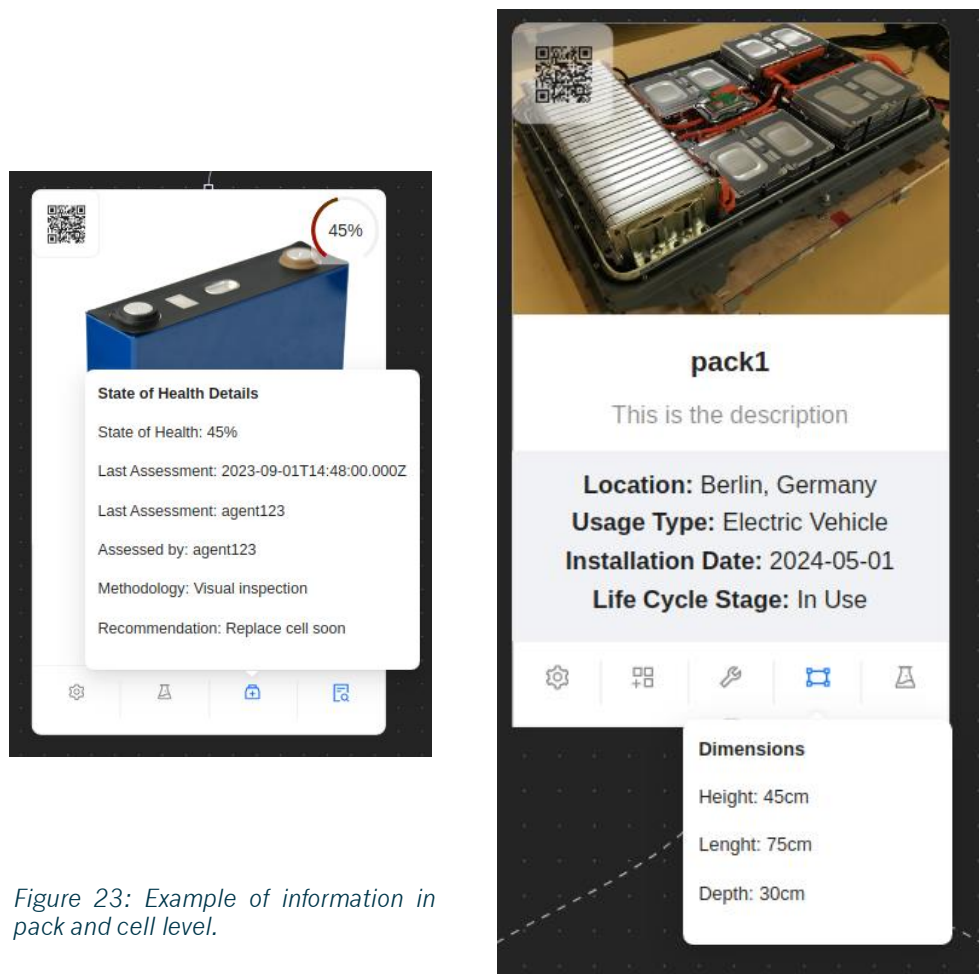 45%
State of Health Details
State of Health: 45%
Last Assessment: 2023-09-01T14:48:00.000Z
Last Assessment: agent123
Assessed by: agent123
Methodology: Visual inspection
Recommendation: Replace cell soon
Figure 23: Example of information in
pack and cell level.
pack1
This is the description
Location: Berlin, Germany
Usage Type: Electric Vehicle
Installation Date: 2024-05-01
Life Cycle Stage: In Use
Dimensions
Height: 45cm
Lenght: 75cm
Depth: 30cm